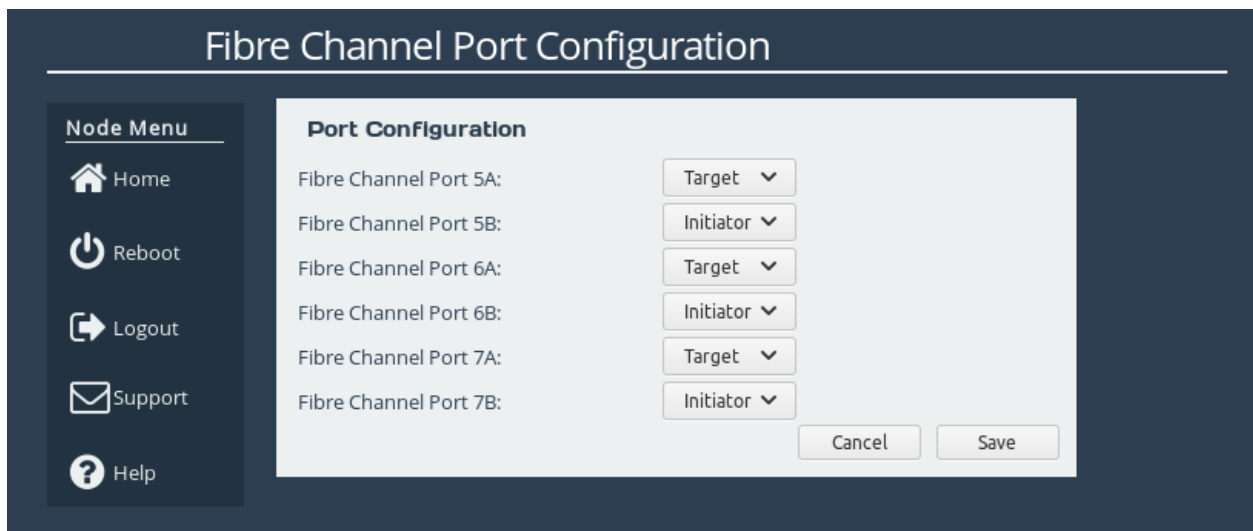 Fibre Channel Port Configuration
Node Menu
Home
Reboot
Logout
Support
Help
Port Configuration
Fibre Channel Port 5A: Target
Fibre Channel Port 5B: Initiator
Fibre Channel Port 6A: Target
Fibre Channel Port 6B: Initiator
Fibre Channel Port 7A: Target
Fibre Channel Port 7B: Initiator
Cancel Save